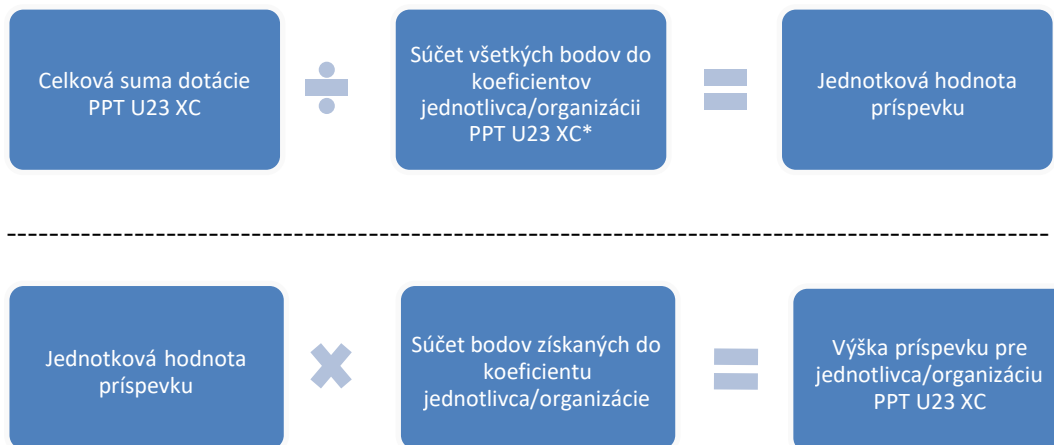 Celková suma dotácie
PPT U23 XC
÷
Súčet všetkých bodov do
koeficientov
jednotlivca/organizácii
PPT U23 XC*
=
Jednotková hodnota
príspevku
Jednotková hodnota
príspevku
×
Súčet bodov získaných do
koeficientu
jednotlivca/organizácie
=
Výška príspevku pre
jednotlivca/organizáciu
PPT U23 XC